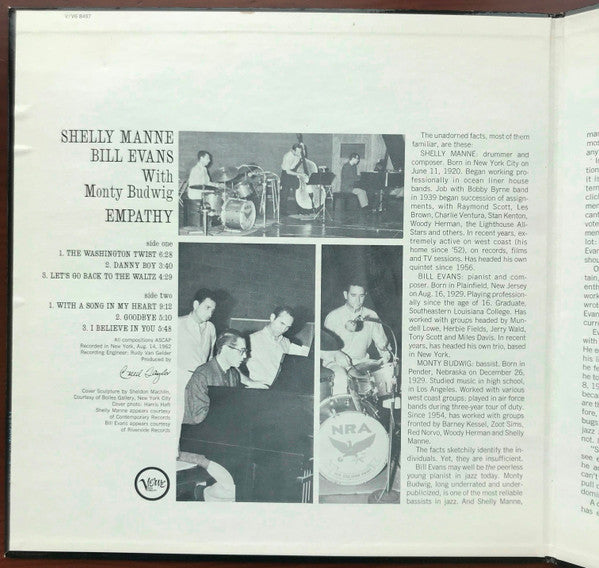 V/V6 8497
SHELLY MANNE
BILL EVANS
With
Monty Budwig
EMPATHY
side one
1. THE WASHINGTON TWIST 6:28
2. DANNY BOY 3:40
3. LET'S GO BACK TO THE WALTZ 4:29
side two
1. WITH A SONG IN MY HEART 9:12
2. GOODBYE 5:10
3. I BELIEVE IN YOU 5:48
All compositions ASCAP
Recorded in New York, Aug. 14, 1962
Recording Engineer: Rudy Van Gelder
Produced by
Creed Taylor
Cover Sculpture by Sheldon Machlin,
Courtesy of Bolles Gallery, New York City
Cover photo: Harris Huff
Shelly Manne appears courtesy
of Contemporary Records
Bill Evans appears courtesy
of Riverside Records
Verve
NRA
The unadorned facts, most of them
familiar, are these:
SHELLY MANNE: drummer and
composer. Born in New York City on
June 11, 1920. Began working pro-
fessionally in ocean liner house
bands. Job with Bobby Byrne band
in 1939 began succession of assign-
ments, with Raymond Scott, Les
Brown, Charlie Ventura, Stan Kenton,
Woody Herman, the Lighthouse All-
Stars and others. In recent years, ex-
tremely active on west coast (his
home since '52), on records, films
and TV sessions. Has headed his own
quintet since 1956.
BILL EVANS: pianist and com-
poser. Born in Plainfield, New Jersey
on Aug. 16, 1929. Playing profession-
ally since the age of 16. Graduate,
Southeastern Louisiana College. Has
worked with groups headed by Mun-
dell Lowe, Herbie Fields, Jerry Wald,
Tony Scott and Miles Davis. In recent
years, has headed his own trio, based
in New York.
MONTY BUDWIG: bassist. Born in
Pender, Nebraska on December 26,
1929. Studied music in high school,
in Los Angeles. Worked with various
west coast groups; played in air force
bands during three-year tour of duty.
Since 1954, has worked with groups
fronted by Barney Kessel, Zoot Sims,
Red Norvo, Woody Herman and Shelly
Manne.
The facts sketchily identify the in-
dividuals. Yet, they are insufficient.
Bill Evans may well be the peerless
young pianist in jazz today. Monty
Budwig, long underrated and under-
publicized, is one of the most reliable
bassists in jazz. And Shelly Manne,